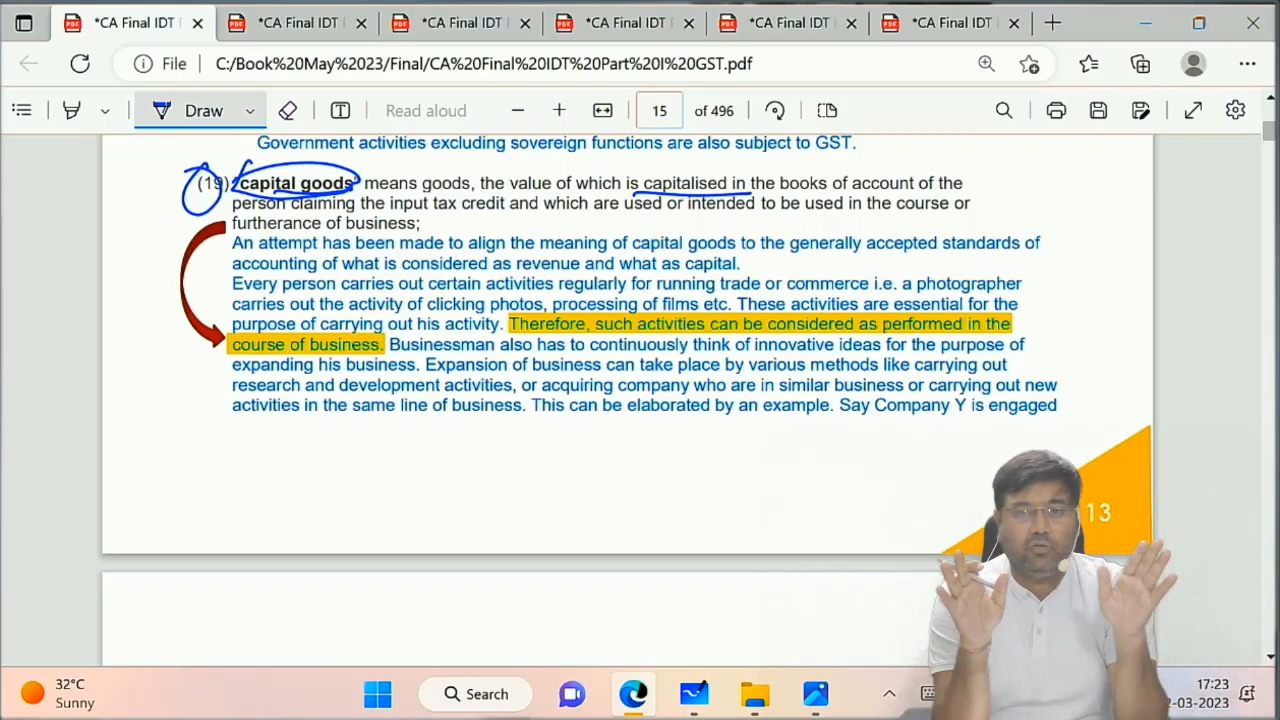 *CA Final IDT
*CA Final IDT
*CA Final IDT
*CA Final IDT
*CA Final IDT
*CA Final IDT
File
C:/Book%20May%202023/Final/CA%20Final%20IDT%20Part%20I%20GST.pdf
Draw
Read aloud
15 of 496
Government activities excluding sovereign functions are also subject to GST.
(19) "capital goods" means goods, the value of which is capitalised in the books of account of the
person claiming the input tax credit and which are used or intended to be used in the course or
furtherance of business;
An attempt has been made to align the meaning of capital goods to the generally accepted standards of
accounting of what is considered as revenue and what as capital.
Every person carries out certain activities regularly for running trade or commerce i.e. a photographer
carries out the activity of clicking photos, processing of films etc. These activities are essential for the
purpose of carrying out his activity. Therefore, such activities can be considered as performed in the
course of business. Businessman also has to continuously think of innovative ideas for the purpose of
expanding his business. Expansion of business can take place by various methods like carrying out
research and development activities, or acquiring company who are in similar business or carrying out new
activities in the same line of business. This can be elaborated by an example. Say Company Y is engaged
13
32°C
Sunny
Search
17:23
2-03-2023